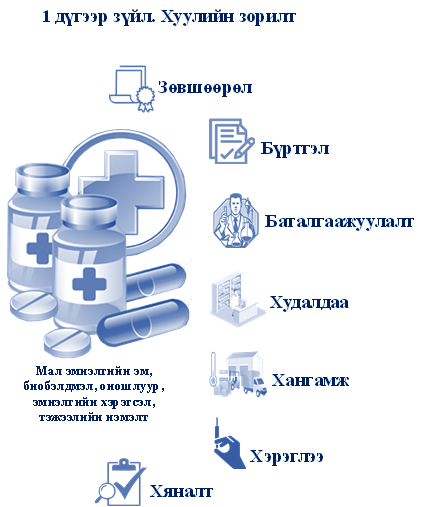 1 дүгээр зүйл. Хуулийн зорилт
Зөвшөөрөл
Бүртгэл
Баталгаажуулалт
Худалдаа
Хангамж
Хэрэглээ
Хяналт
Мал эмнэлгийн эм,
биобэлдмэл, оношлуур,
эмнэлгийн хэрэгсэл,
тэжээлийн нэмэлт